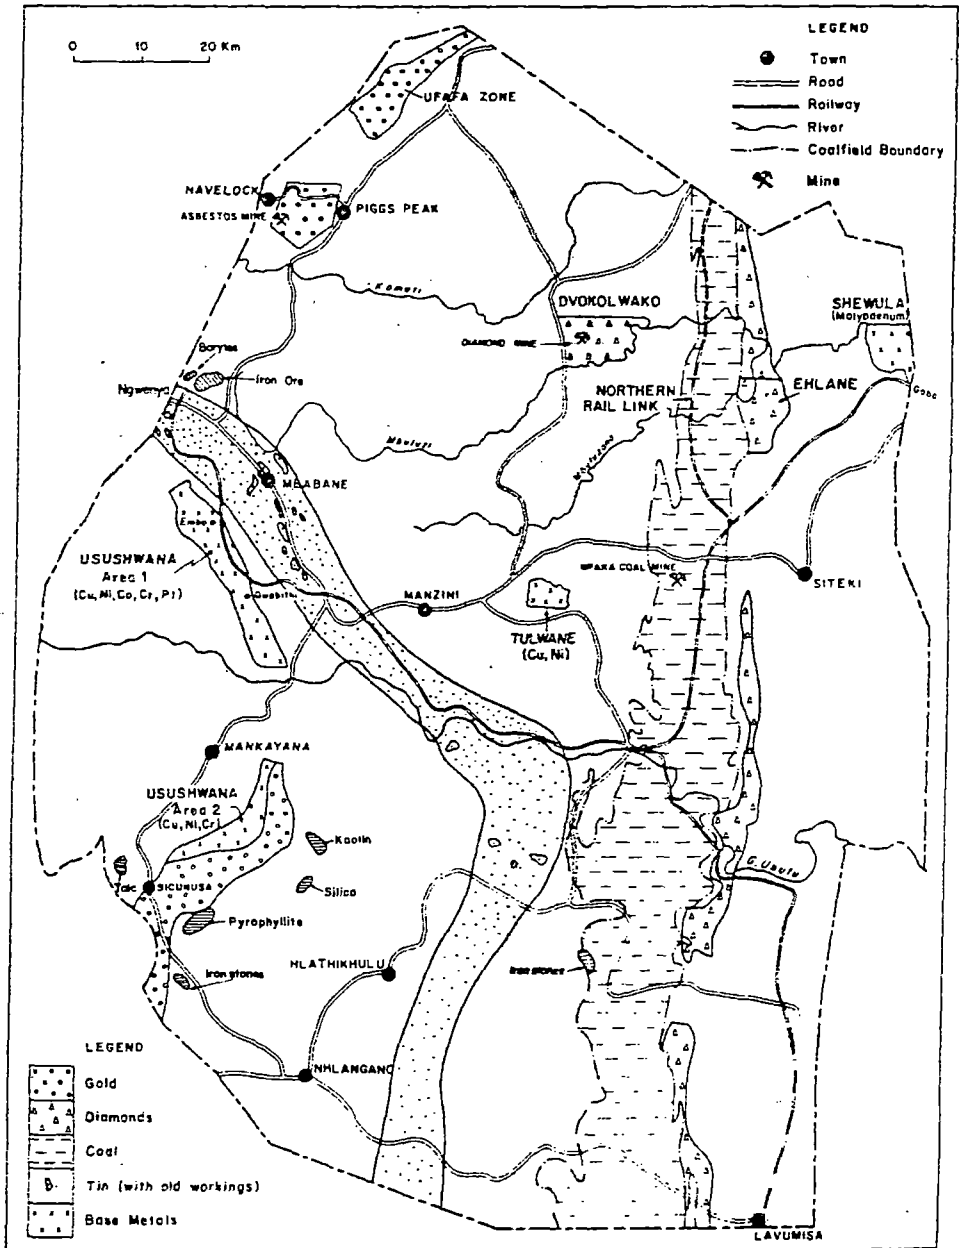 LEGEND
0 10 20 Km
Town
Road
Railway
River
Coalfield Boundary
Mine
UFAFA ZONE
HAVELOCK
ASBESTOS MINE
PIGGS PEAK
Komati
DVOKOLWAKO
DIAMOND MINE
SHEWULA
(Molybdenum)
Barytes
Iron Ore
Ngwenya
NORTHERN
RAIL LINK
EHLANE
Goba
Mbuluzi
MBABANE
USUSHWANA
Area 1
(Cu, Ni, Co, Cr, Pt)
MPAKA COAL MINE
SITEKI
MANZINI
TULWANE
(Cu, Ni)
MANKAYANA
USUSHWANA
Area 2
(Cu, Ni, Cr)
Kaolin
Talc
SICUNUSA
Silica
G. Usutu
Pyrophyllite
HLATHIKHULU
Iron stones
Iron stones
NHLANGANO
LEGEND
Gold
Diamonds
Coal
Tin (with old workings)
Base Metals
LAVUMISA